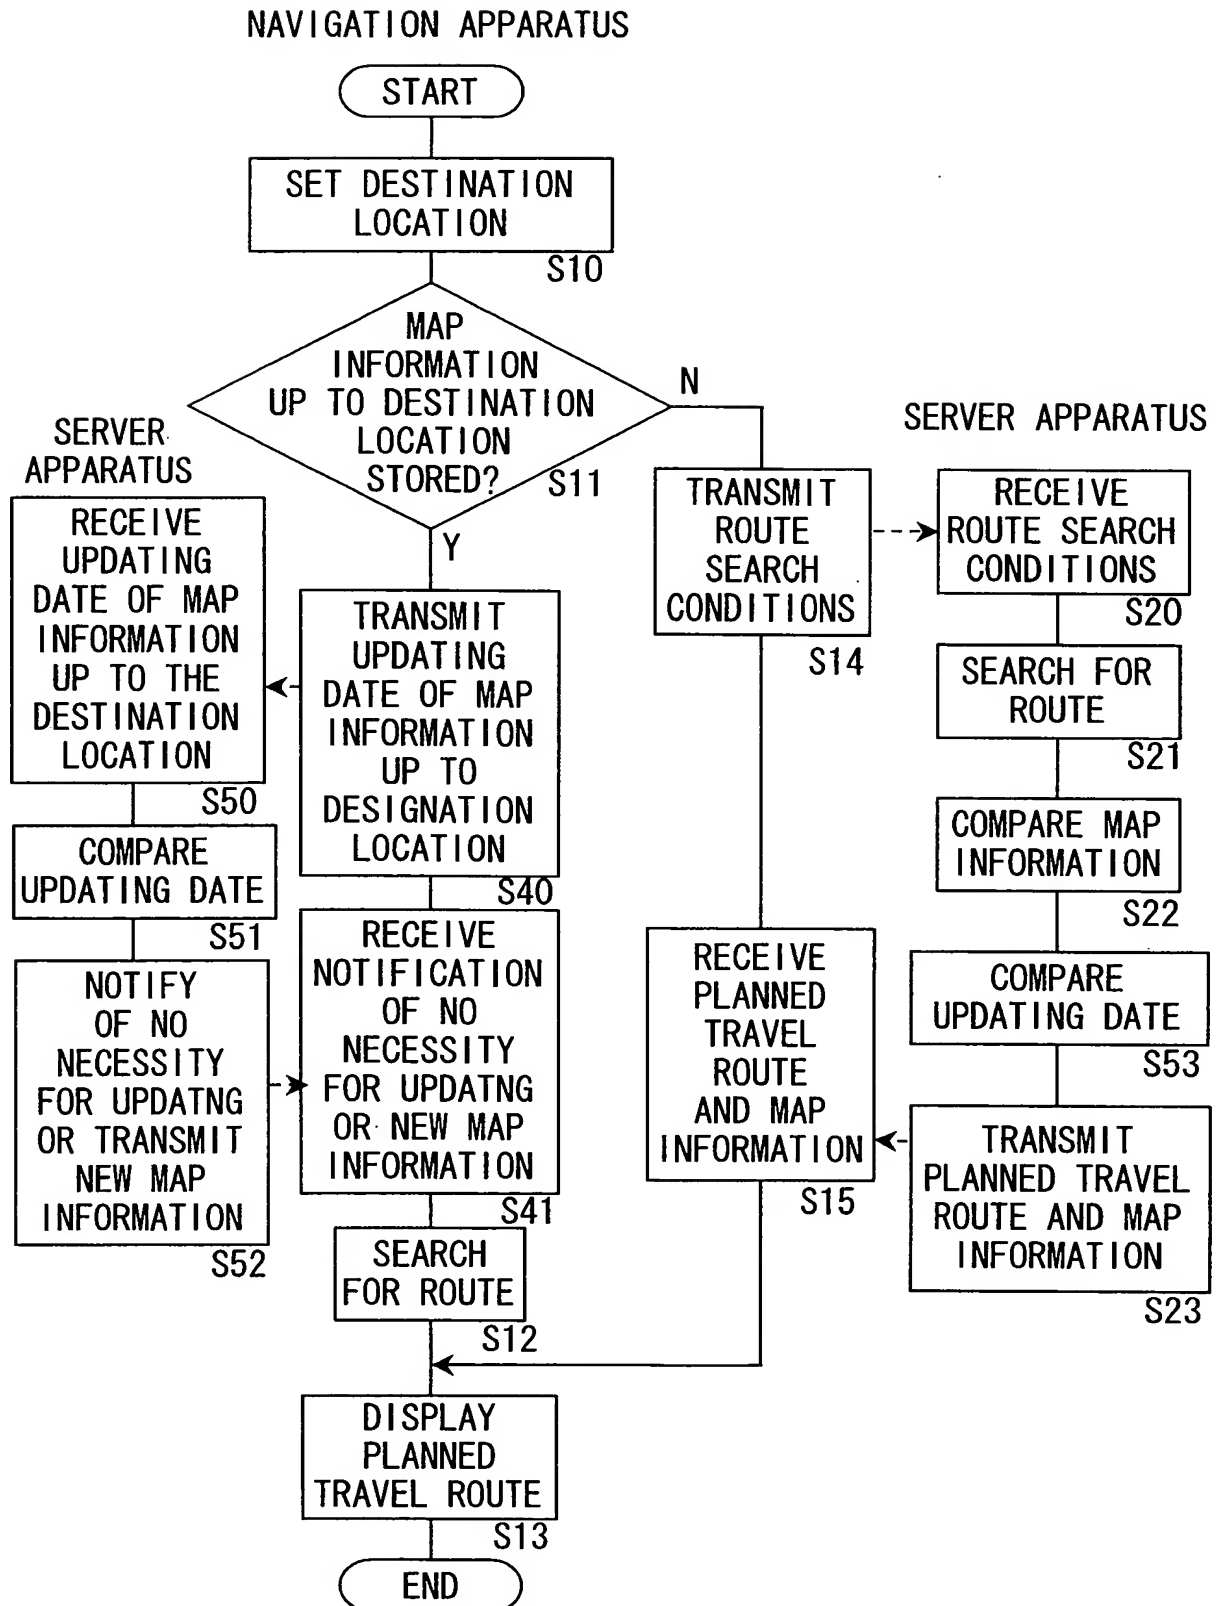 NAVIGATION APPARATUS
START
SET DESTINATION
LOCATION
S10
MAP
INFORMATION
UP TO DESTINATION
LOCATION
STORED?
S11
N
Y
SERVER
APPARATUS
RECEIVE
UPDATING
DATE OF MAP
INFORMATION
UP TO THE
DESTINATION
LOCATION
S50
COMPARE
UPDATING DATE
S51
NOTIFY
OF NO
NECESSITY
FOR UPDATNG
OR TRANSMIT
NEW MAP
INFORMATION
S52
TRANSMIT
UPDATING
DATE OF MAP
INFORMATION
UP TO
DESIGNATION
LOCATION
S40
RECEIVE
NOTIFICATION
OF NO
NECESSITY
FOR UPDATNG
OR NEW MAP
INFORMATION
S41
SEARCH
FOR ROUTE
S12
DISPLAY
PLANNED
TRAVEL ROUTE
S13
END
TRANSMIT
ROUTE
SEARCH
CONDITIONS
S14
RECEIVE
PLANNED
TRAVEL
ROUTE
AND MAP
INFORMATION
S15
SERVER APPARATUS
RECEIVE
ROUTE SEARCH
CONDITIONS
S20
SEARCH FOR
ROUTE
S21
COMPARE MAP
INFORMATION
S22
COMPARE
UPDATING DATE
S53
TRANSMIT
PLANNED TRAVEL
ROUTE AND MAP
INFORMATION
S23